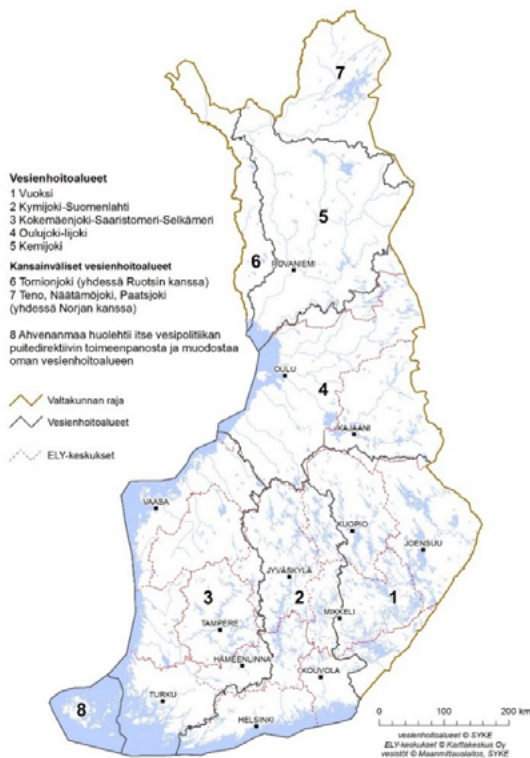 7
5
ROVANIEMI
6
Vesienhoitoalueet
1 Vuoksi
2 Kymijoki-Suomenlahti
3 Kokemäenjoki-Saaristomeri-Selkämeri
4 Oulujoki-Iijoki
5 Kemijoki
Kansainväliset vesienhoitoalueet
6 Tornionjoki (yhdessä Ruotsin kanssa)
7 Teno, Näätämöjoki, Paatsjoki
(yhdessä Norjan kanssa)
8 Ahvenanmaa huolehtii itse vesipolitiikan
puitedirektiivin toimeenpanosta ja muodostaa
oman vesienhoitoalueen
Valtakunnan raja
Vesienhoitoalueet
ELY-keskukset
OULU
4
KAJAANI
VAASA
KUOPIO
JOENSUU
JYVÄSKYLÄ
3
2
1
MIKKELI
TAMPERE
HÄMEENLINNA
KOUVOLA
TURKU
8
HELSINKI
0 100 200 km
vesienhoitoalueet © SYKE
ELY-keskukset © Karttakeskus Oy
vesistöt © Maanmittauslaitos, SYKE